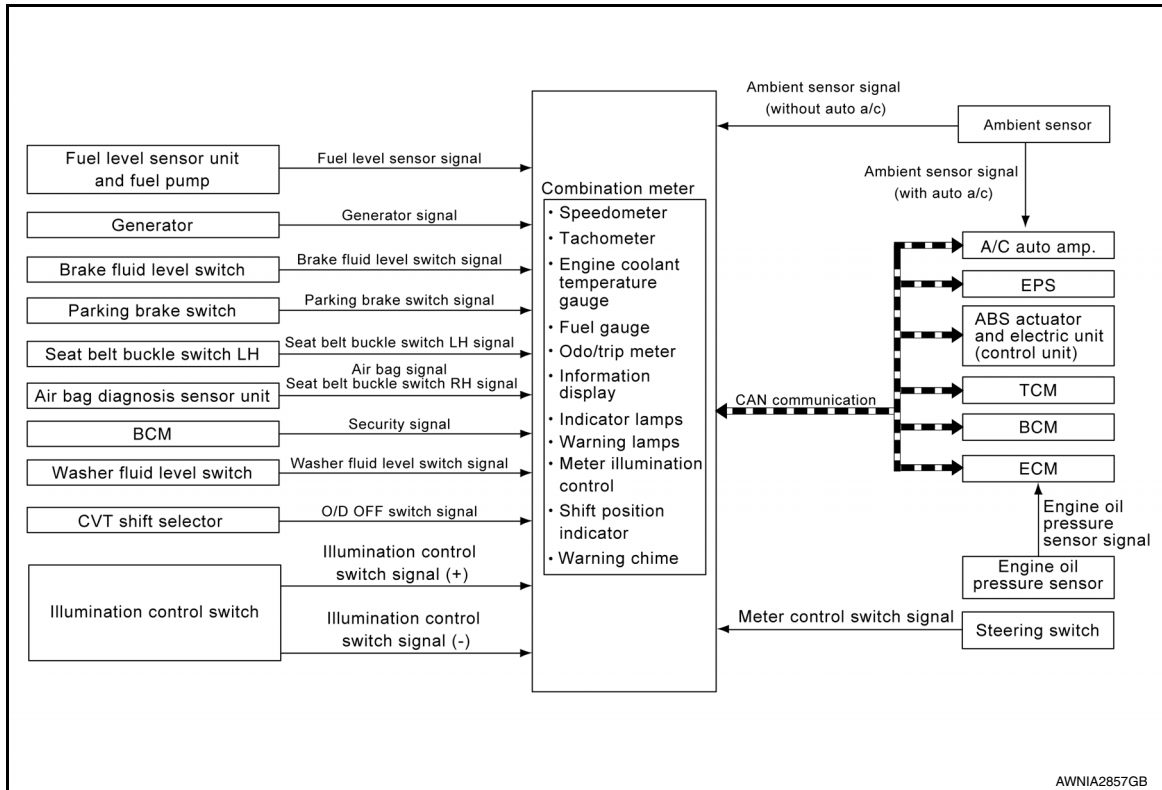 Fuel level sensor unit
and fuel pump
Fuel level sensor signal
Generator
Generator signal
Brake fluid level switch
Brake fluid level switch signal
Parking brake switch
Parking brake switch signal
Seat belt buckle switch LH
Seat belt buckle switch LH signal
Air bag diagnosis sensor unit
Air bag signal
Seat belt buckle switch RH signal
BCM
Security signal
Washer fluid level switch
Washer fluid level switch signal
CVT shift selector
O/D OFF switch signal
Illumination control switch
Illumination control
switch signal (+)
Illumination control
switch signal (-)
Combination meter
· Speedometer
· Tachometer
· Engine coolant
temperature
gauge
· Fuel gauge
· Odo/trip meter
· Information
display
· Indicator lamps
· Warning lamps
· Meter illumination
control
· Shift position
indicator
· Warning chime
Ambient sensor signal
(without auto a/c)
Ambient sensor
Ambient sensor signal
(with auto a/c)
CAN communication
A/C auto amp.
EPS
ABS actuator
and electric unit
(control unit)
TCM
BCM
ECM
Engine oil
pressure
sensor signal
Engine oil
pressure sensor
Meter control switch signal
Steering switch
AWNIA2857GB